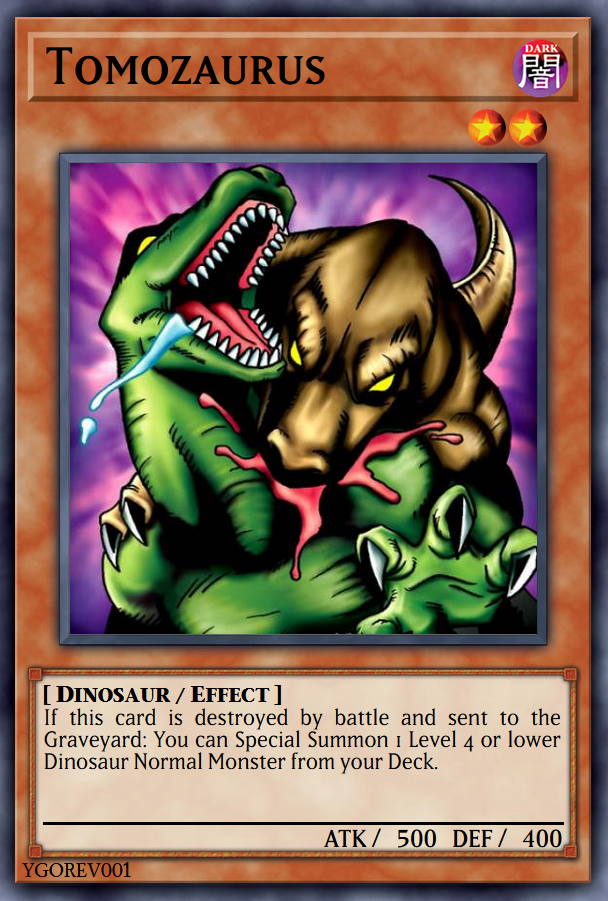 Tomozaurus
DARK
闇
[ Dinosaur / Effect ]
If this card is destroyed by battle and sent to the
Graveyard: You can Special Summon 1 Level 4 or lower
Dinosaur Normal Monster from your Deck.
ATK / 500 DEF / 400
YGOREV001